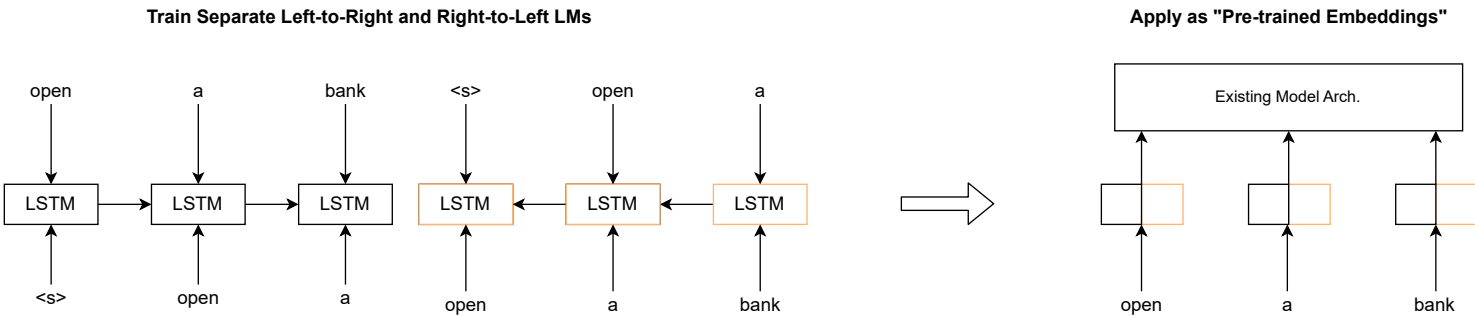 Train Separate Left-to-Right and Right-to-Left LMs
Apply as "Pre-trained Embeddings"
open a bank <s> open a
Existing Model Arch.
LSTM LSTM LSTM LSTM LSTM LSTM
<s> open a open a bank
open a bank